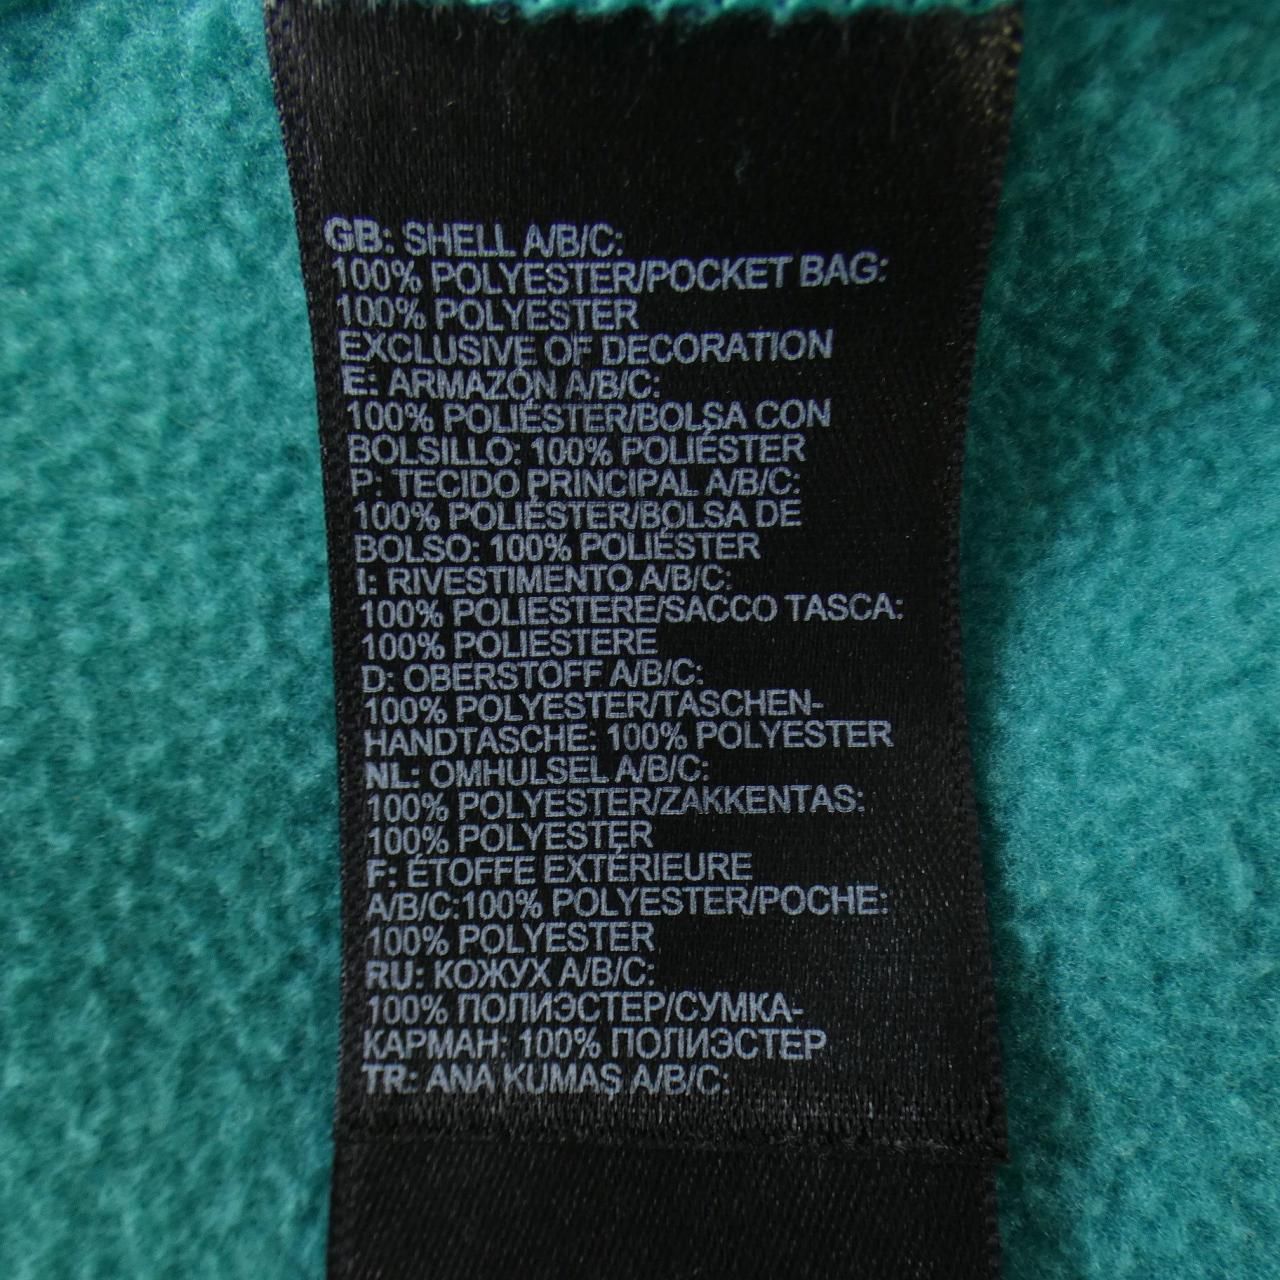 GB: SHELL A/B/C:
100% POLYESTER/POCKET BAG:
100% POLYESTER
EXCLUSIVE OF DECORATION
E: ARMAZÓN A/B/C:
100% POLIÉSTER/BOLSA CON
BOLSILLO: 100% POLIÉSTER
P: TECIDO PRINCIPAL A/B/C:
100% POLIÉSTER/BOLSA DE
BOLSO: 100% POLIÉSTER
I: RIVESTIMENTO A/B/C:
100% POLIESTERE/SACCO TASCA:
100% POLIESTERE
D: OBERSTOFF A/B/C:
100% POLYESTER/TASCHEN-
HANDTASCHE: 100% POLYESTER
NL: OMHULSEL A/B/C:
100% POLYESTER/ZAKKENTAS:
100% POLYESTER
F: ÉTOFFE EXTÉRIEURE
A/B/C:100% POLYESTER/POCHE:
100% POLYESTER
RU: КОЖУХ A/B/C:
100% ПОЛИЭСТЕР/СУМКА-
КАРМАН: 100% ПОЛИЭСТЕР
TR: ANA KUMAŞ A/B/C: